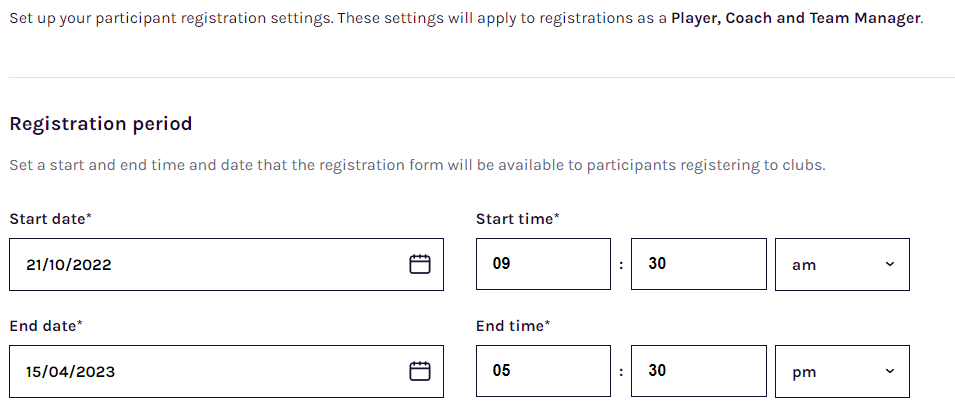 Set up your participant registration settings. These settings will apply to registrations as a Player, Coach and Team Manager.
Registration period
Set a start and end time and date that the registration form will be available to participants registering to clubs.
Start date* Start time*
21/10/2022 09 : 30 am
End date* End time*
15/04/2023 05 : 30 pm